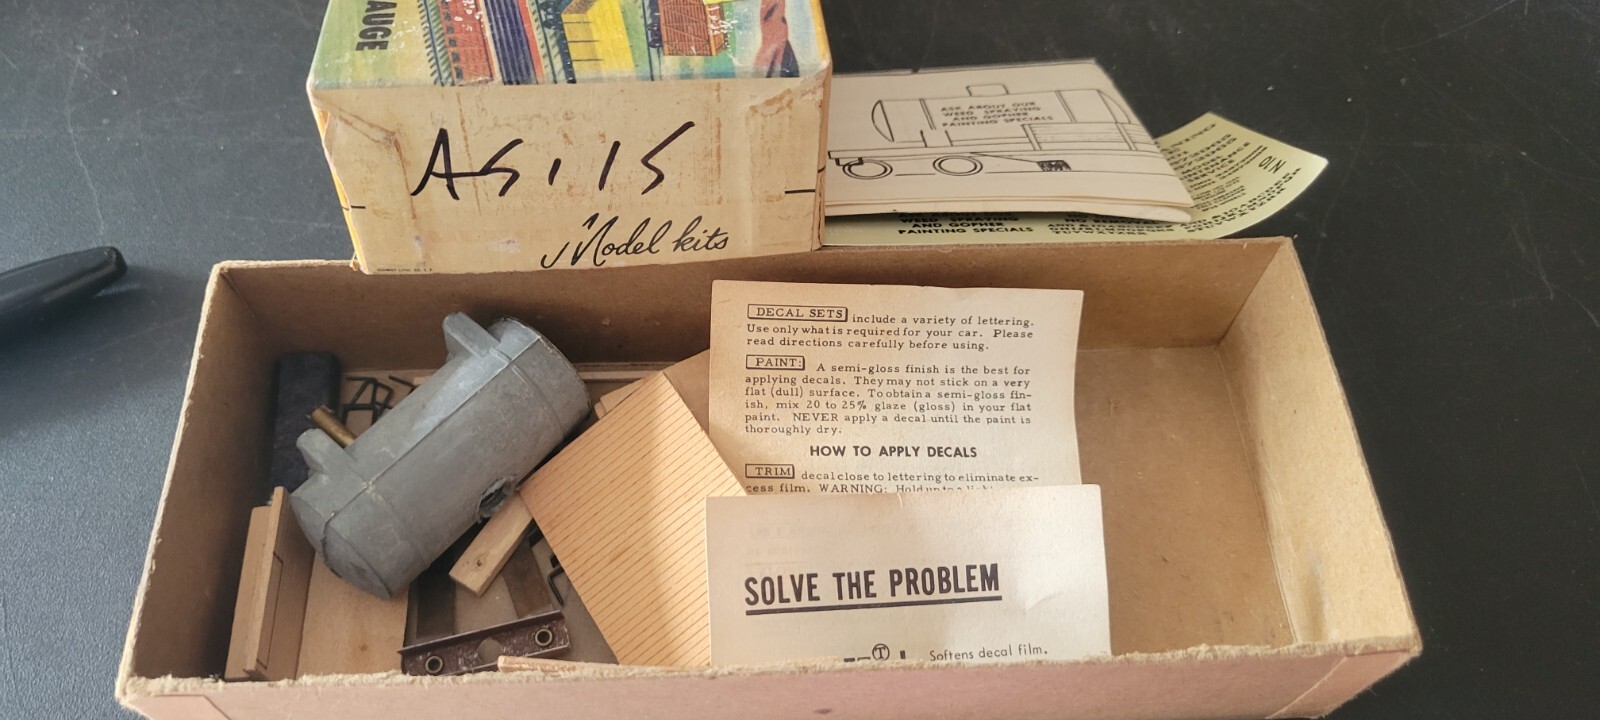 AUGE
AS IS
Model kits
ASK ABOUT OUR
WEED SPRAYING
AND GOPHER
PAINTING SPECIALS
WEED SPRAYING
AND GOPHER
PAINTING SPECIALS
DECAL SETS include a variety of lettering.
Use only what is required for your car. Please
read directions carefully before using.
PAINT: A semi-gloss finish is the best for
applying decals. They may not stick on a very
flat (dull) surface. To obtain a semi-gloss fin-
ish, mix 20 to 25% glaze (gloss) in your flat
paint. NEVER apply a decal until the paint is
thoroughly dry.
HOW TO APPLY DECALS
TRIM decal close to lettering to eliminate ex-
cess film. WARNING: Hold up to a
SOLVE THE PROBLEM
Softens decal film.